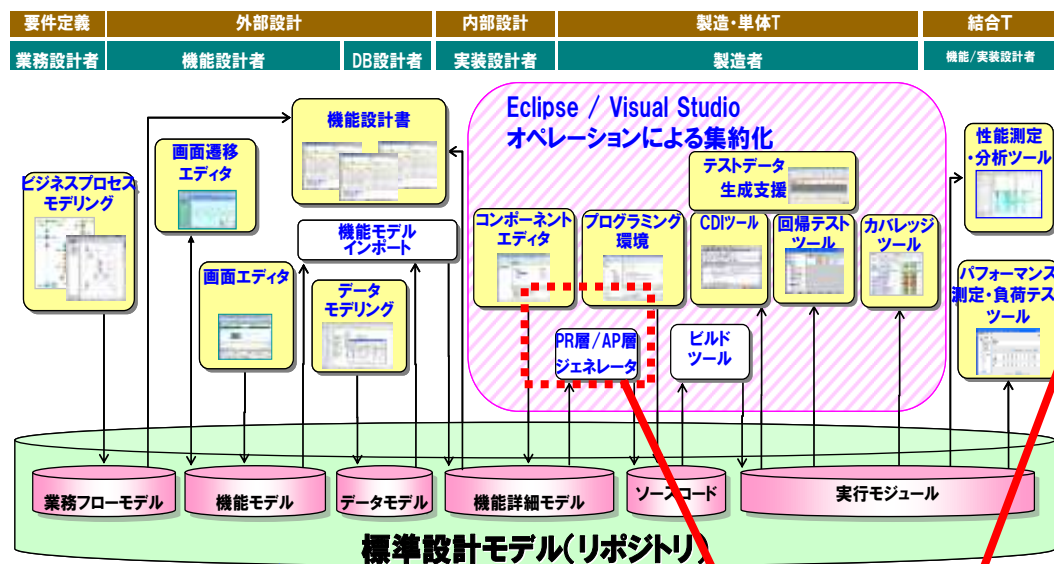 要件定義
外部設計
内部設計
製造・単体T
結合T
業務設計者
機能設計者
DB設計者
実装設計者
製造者
機能/実装設計者
Eclipse / Visual Studio
オペレーションによる集約化
機能設計書
画面遷移
エディタ
ビジネスプロセス
モデリング
テストデータ
生成支援
性能測定
・分析ツール
機能モデル
インポート
コンポーネント
エディタ
プログラミング
環境
CDIツール
回帰テスト
ツール
カバレッジ
ツール
画面エディタ
データ
モデリング
パフォーマンス
測定・負荷テス
ツール
PR層/AP層
ジェネレータ
ビルド
ツール
業務フローモデル
機能モデル
データモデル
機能詳細モデル
ソースコード
実行モジュール
標準設計モデル(リポジトリ)